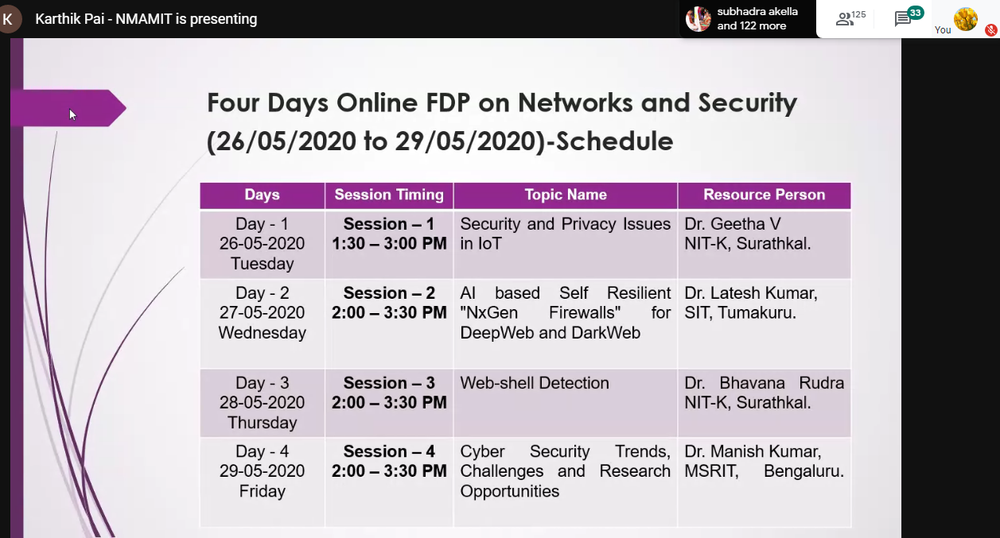 K
Karthik Pai - NMAMIT is presenting
subhadra akella
and 122 more
125
33
You
Four Days Online FDP on Networks and Security
(26/05/2020 to 29/05/2020)-Schedule
Days
Session Timing
Topic Name
Resource Person
Day - 1
26-05-2020
Tuesday
Session – 1
1:30 – 3:00 PM
Security and Privacy Issues
in IoT
Dr. Geetha V
NIT-K, Surathkal.
Day - 2
27-05-2020
Wednesday
Session – 2
2:00 – 3:30 PM
AI based Self Resilient
"NxGen Firewalls" for
DeepWeb and DarkWeb
Dr. Latesh Kumar,
SIT, Tumakuru.
Day - 3
28-05-2020
Thursday
Session – 3
2:00 – 3:30 PM
Web-shell Detection
Dr. Bhavana Rudra
NIT-K, Surathkal.
Day - 4
29-05-2020
Friday
Session – 4
2:00 – 3:30 PM
Cyber Security Trends,
Challenges and Research
Opportunities
Dr. Manish Kumar,
MSRIT, Bengaluru.